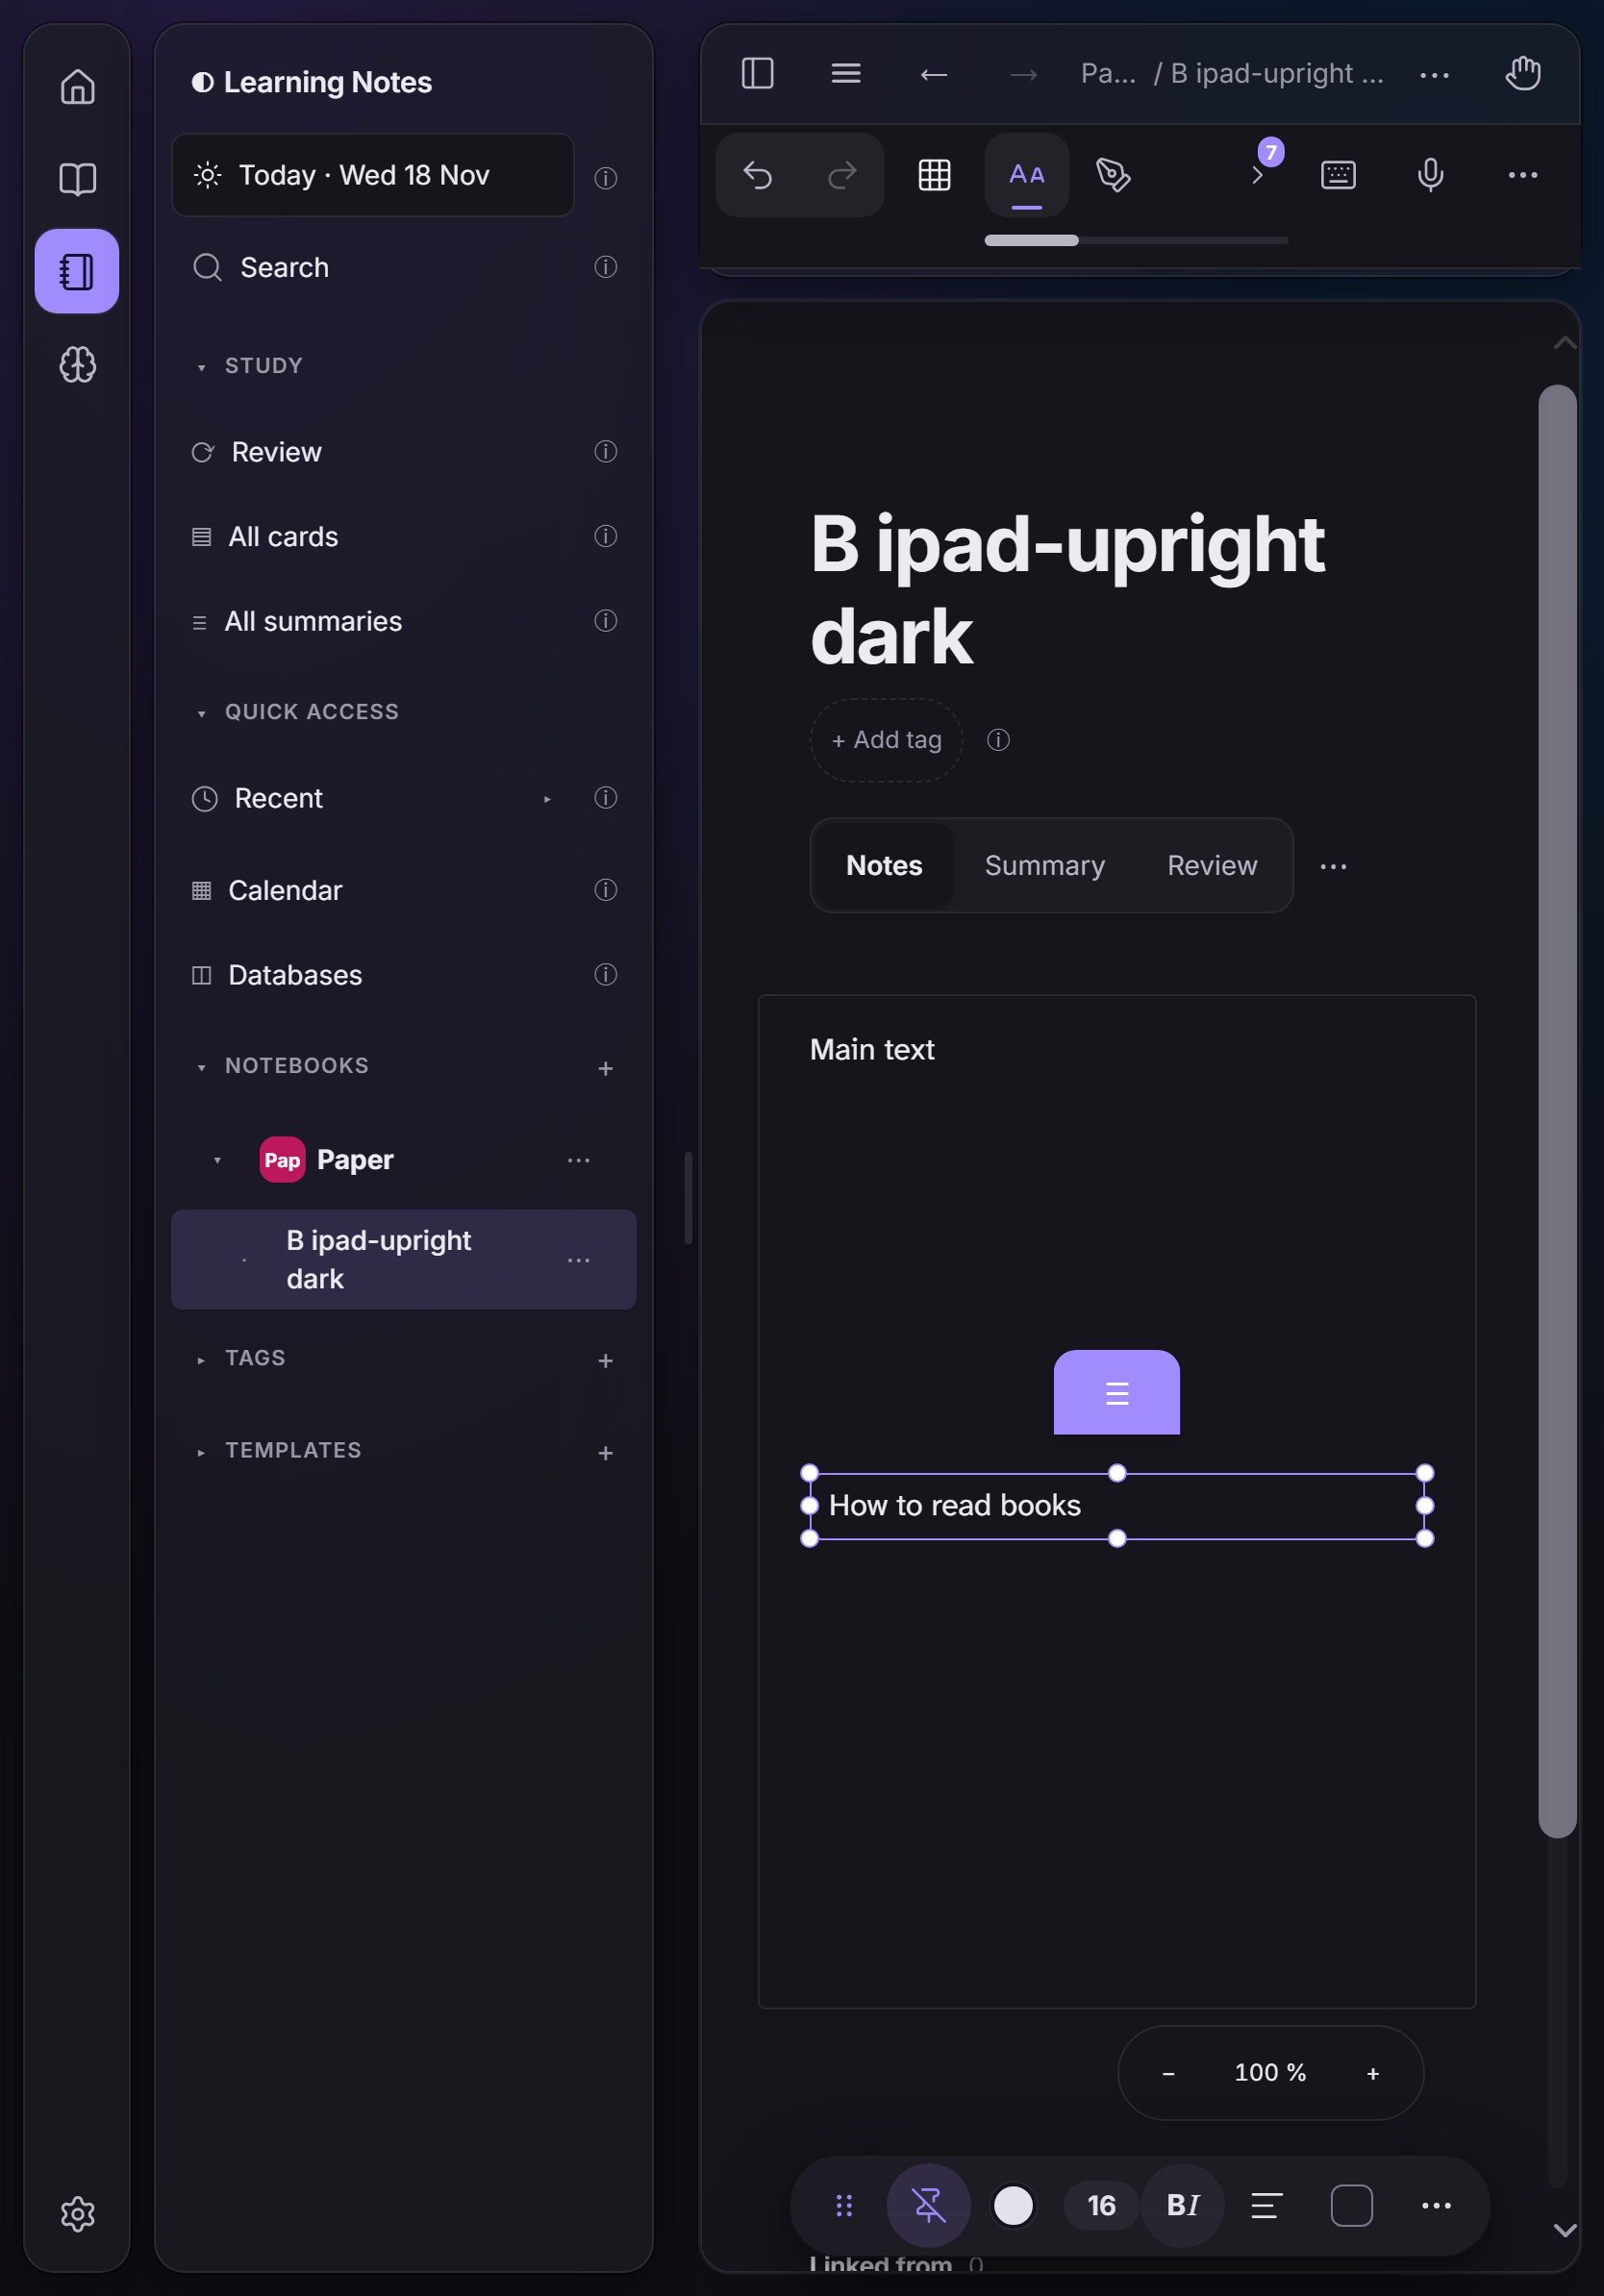 Learning Notes
Today · Wed 18 Nov
Search
STUDY
Review
All cards
All summaries
QUICK ACCESS
Recent
Calendar
Databases
NOTEBOOKS
Pap Paper
B ipad-upright
dark
TAGS
TEMPLATES
Pa... / B ipad-upright ...
AA
7
B ipad-upright
dark
+ Add tag
Notes Summary Review
Main text
How to read books
− 100 % +
16 BI
Linked from 0